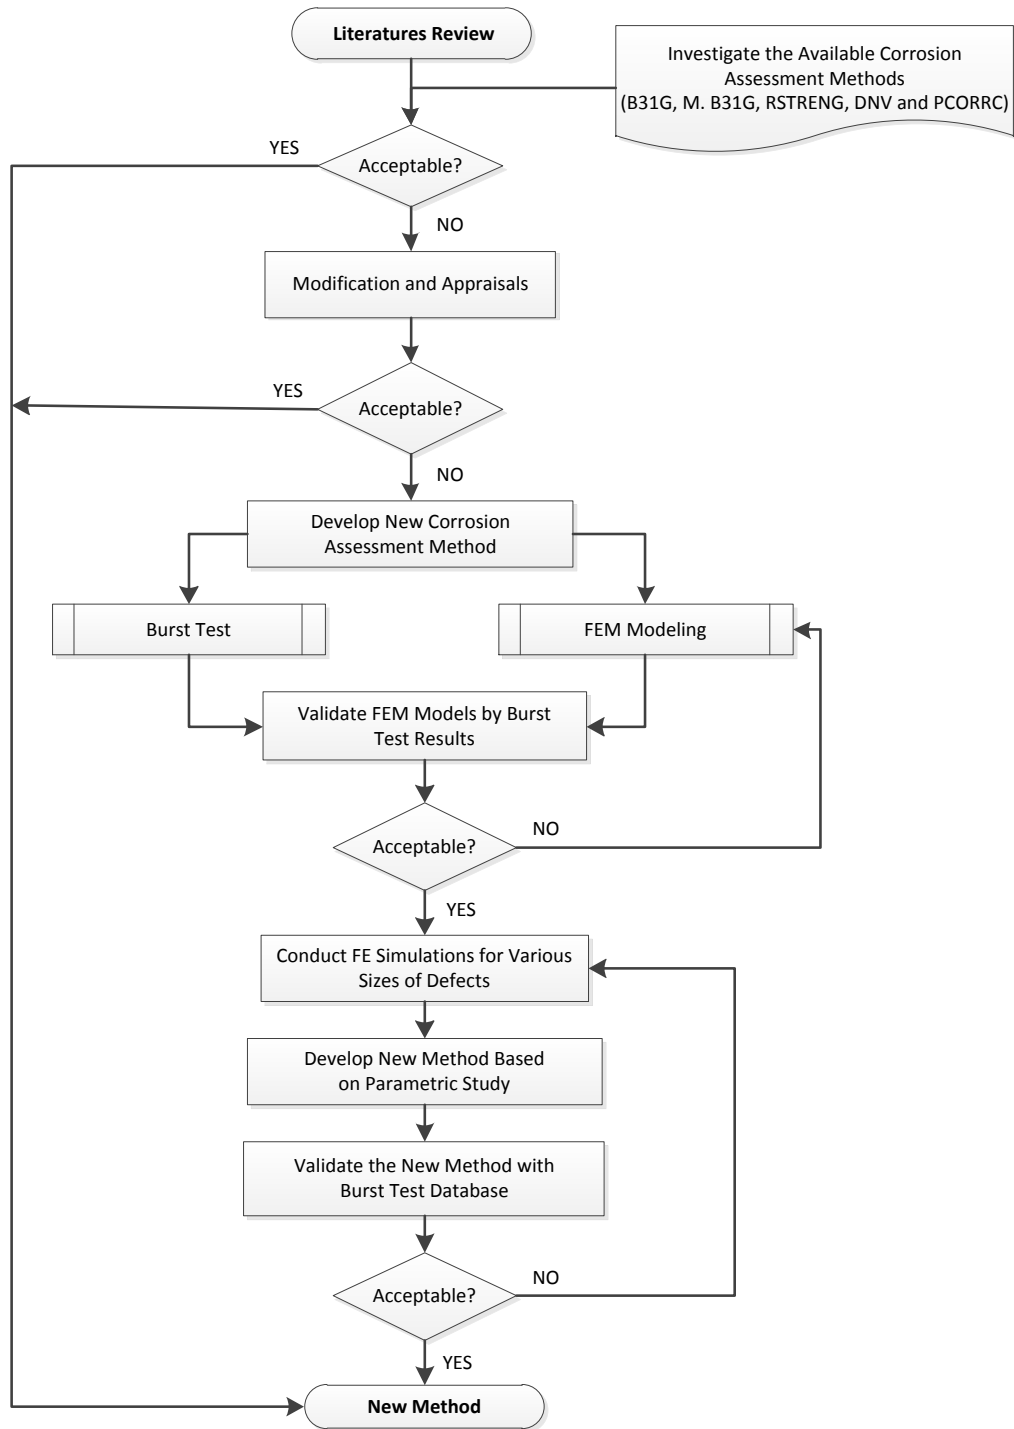 Literatures Review
Investigate the Available Corrosion
Assessment Methods
(B31G, M. B31G, RSTRENG, DNV and PCORRC)
YES
Acceptable?
NO
Modification and Appraisals
YES
Acceptable?
NO
Develop New Corrosion
Assessment Method
Burst Test
FEM Modeling
Validate FEM Models by Burst
Test Results
Acceptable?
NO
YES
Conduct FE Simulations for Various
Sizes of Defects
Develop New Method Based
on Parametric Study
Validate the New Method with
Burst Test Database
Acceptable?
NO
YES
New Method